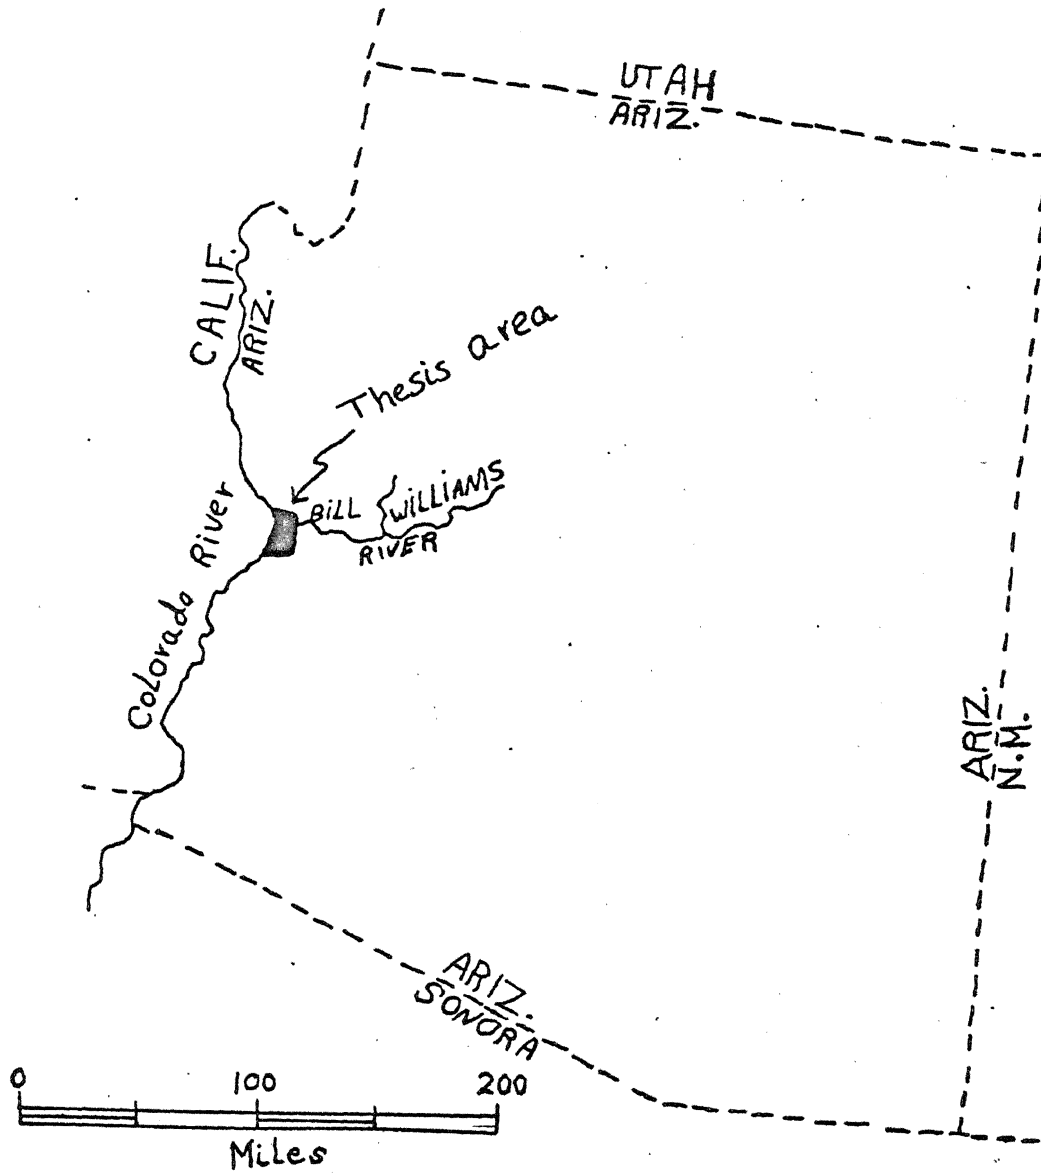 UTAH
ARIZ.
CALIF.
ARIZ.
Thesis area
BILL WILLIAMS
RIVER
Colorado River
ARIZ.
N.M.
ARIZ.
SONORA
0 100 200
Miles